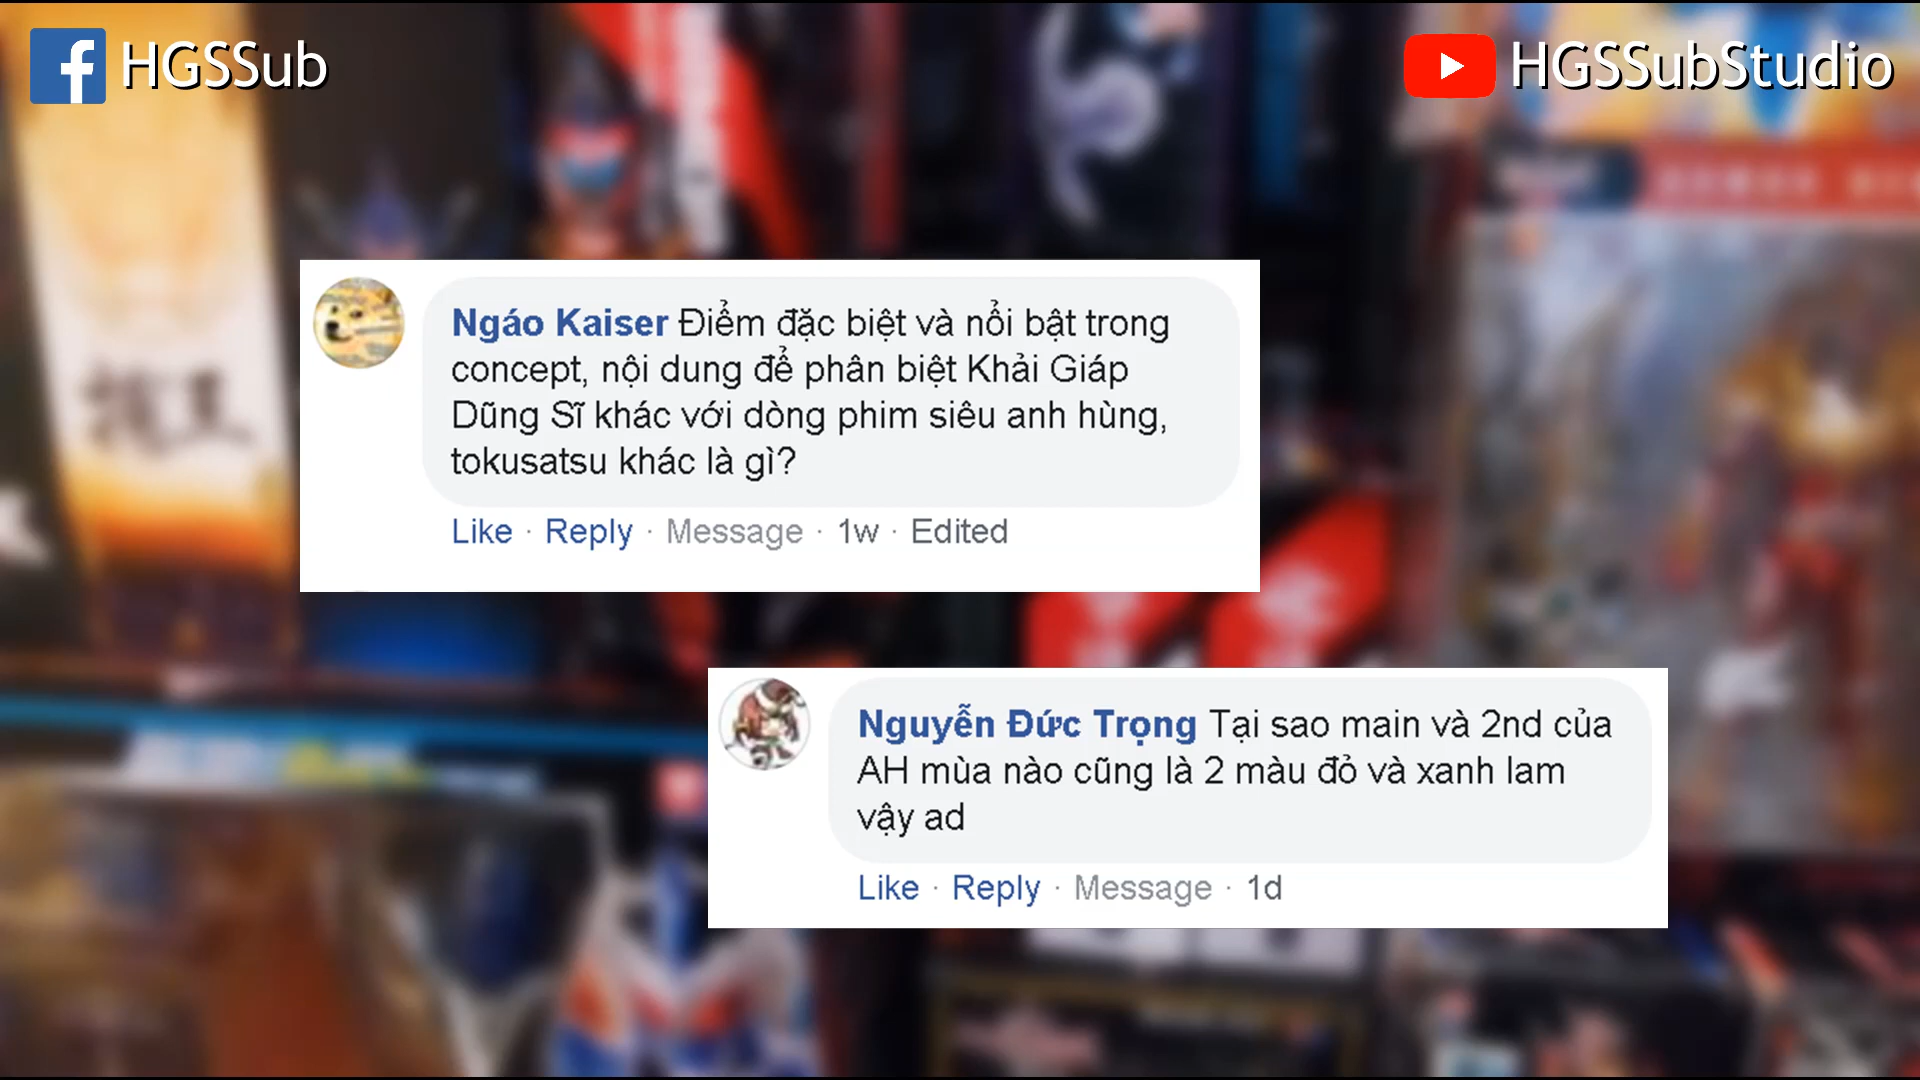 HGSSub
HGSSubStudio
Ngáo Kaiser Điểm đặc biệt và nổi bật trong
concept, nội dung để phân biệt Khải Giáp
Dũng Sĩ khác với dòng phim siêu anh hùng,
tokusatsu khác là gì?
Like · Reply · Message · 1w · Edited
Nguyễn Đức Trọng Tại sao main và 2nd của
AH mùa nào cũng là 2 màu đỏ và xanh lam
vậy ad
Like · Reply · Message · 1d